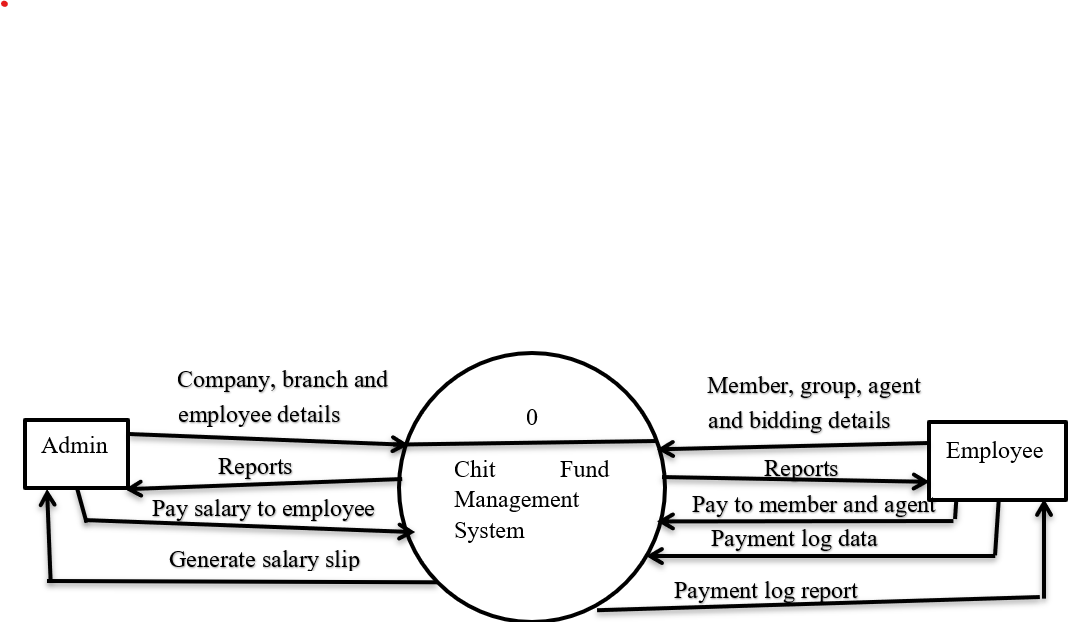 Company, branch and
employee details
Admin
Reports
Pay salary to employee
Generate salary slip
0
Chit Fund
Management
System
Member, group, agent
and bidding details
Employee
Reports
Pay to member and agent
Payment log data
Payment log report